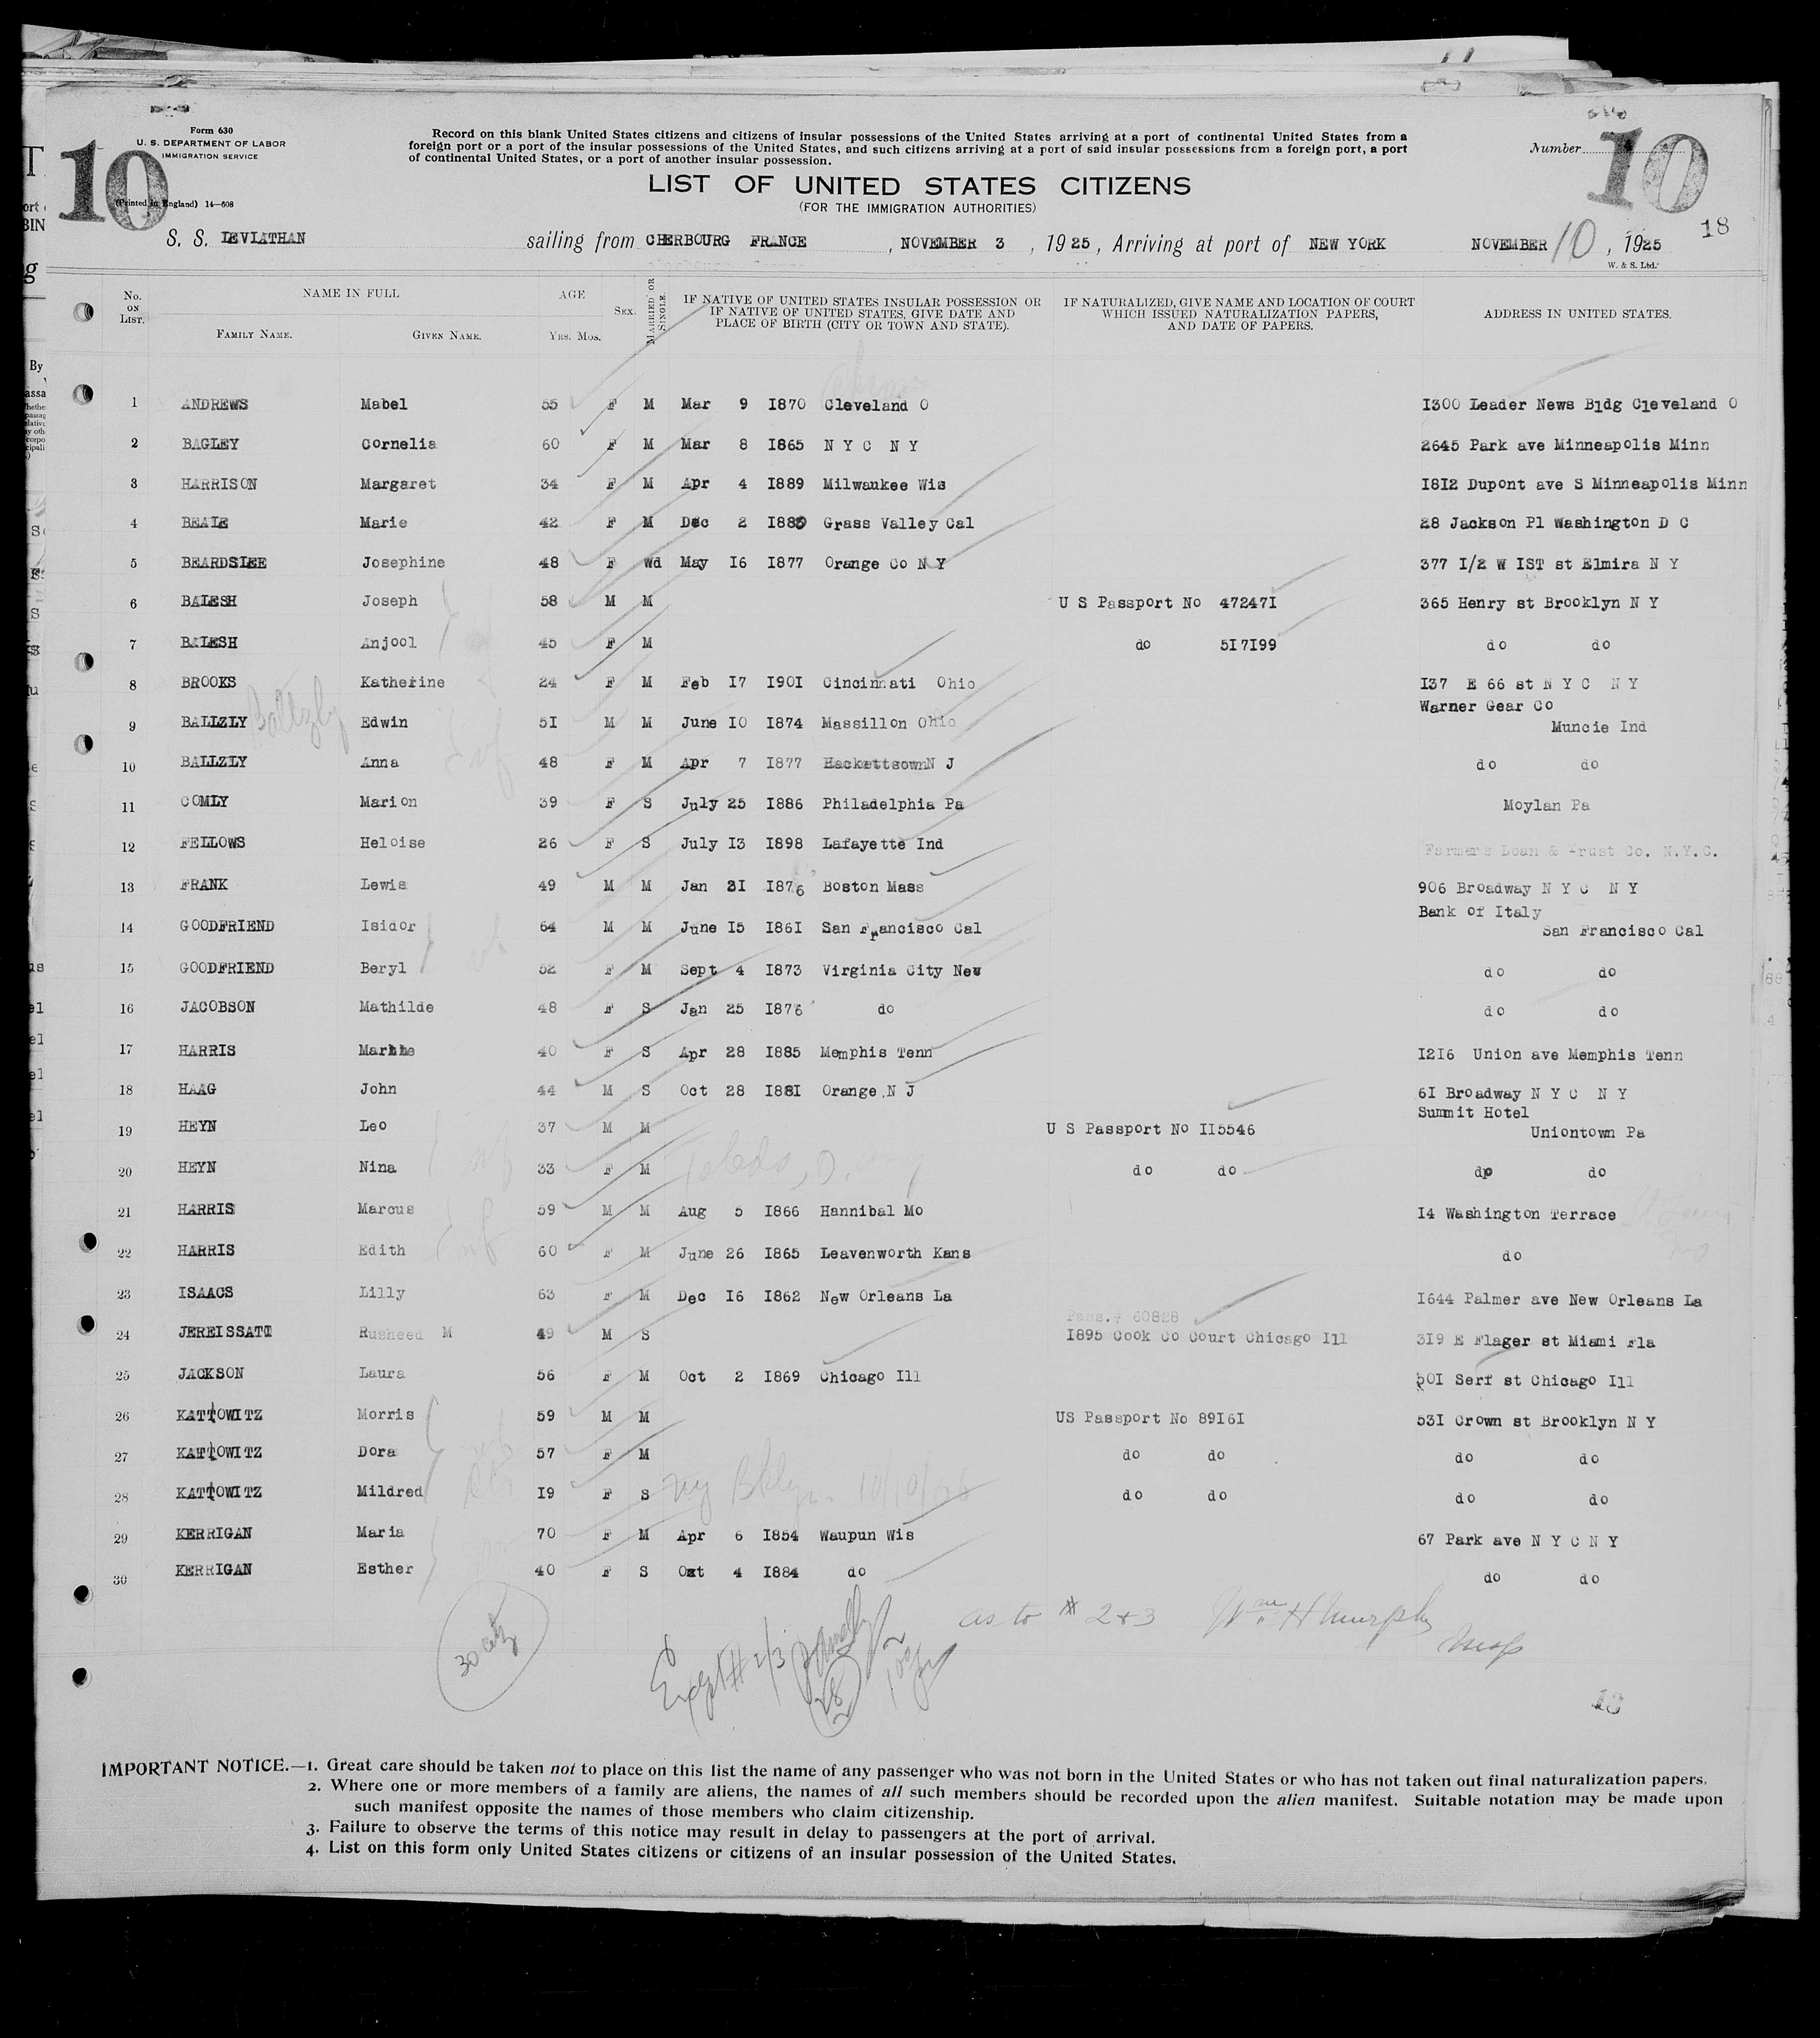 10
Form 630
U. S. DEPARTMENT OF LABOR
IMMIGRATION SERVICE
(Printed in England) 14—608
Record on this blank United States citizens and citizens of insular possessions of the United States arriving at a port of continental United States from a
foreign port or a port of the insular possessions of the United States, and such citizens arriving at a port of said insular possessions from a foreign port, a port
of continental United States, or a port of another insular possession.
Number
10
LIST OF UNITED STATES CITIZENS
(FOR THE IMMIGRATION AUTHORITIES)
18
S. S. LEVIATHAN sailing from CHERBOURG FRANCE , NOVEMBER 3 , 1925, Arriving at port of NEW YORK NOVEMBER 10 , 1925
W. & S. Ltd.
No. ON LIST. NAME IN FULL FAMILY NAME. GIVEN NAME. AGE YRS. MOS. SEX. MARRIED OR SINGLE. IF NATIVE OF UNITED STATES INSULAR POSSESSION OR IF NATIVE OF UNITED STATES, GIVE DATE AND PLACE OF BIRTH (CITY OR TOWN AND STATE). IF NATURALIZED, GIVE NAME AND LOCATION OF COURT WHICH ISSUED NATURALIZATION PAPERS, AND DATE OF PAPERS. ADDRESS IN UNITED STATES.
1 ANDREWS Mabel 55 F M Mar 9 1870 Cleveland O 1300 Leader News Bldg Cleveland O
2 BAGLEY Cornelia 60 F M Mar 8 1865 N Y C N Y 2645 Park ave Minneapolis Minn
3 HARRISON Margaret 34 F M Apr 4 1889 Milwaukee Wis 1812 Dupont ave S Minneapolis Minn
4 BEALE Marie 42 F M Dec 2 Grass Valley Cal 28 Jackson Pl Washington D C
5 BEARDSLEE Josephine 48 F Wd May 16 1877 Orange Co N Y 377 1/2 W IST st Elmira N Y
6 BALESH Joseph 58 M M U S Passport No 472471 365 Henry st Brooklyn N Y
7 BALESH Anjool 45 F M do 517199 do do
8 BROOKS Katherine 24 F M Feb 17 1901 Cincinnati Ohio 137 E 66 st N Y C N Y
9 BALLZLY Baltzly Edwin 51 M M June 10 1874 Massillon Ohio Warner Gear Co
Muncie Ind
10 BALLZLY Anna 48 F M Apr 7 1877 Hackettsown N J do do
11 COMLY Marion 39 F S July 25 1886 Philadelphia Pa Moylan Pa
12 FELLOWS Heloise 26 F S July 13 1898 Lafayette Ind Farmers Loan & Trust Co. N.Y.C.
13 FRANK Lewis 49 M M Jan 31 1876 Boston Mass 906 Broadway N Y C N Y
14 GOODFRIEND Isidor 64 M M June 15 1861 San Francisco Cal Bank of Italy
San Francisco Cal
15 GOODFRIEND Beryl 52 F M Sept 4 1873 Virginia City Nev do do
16 JACOBSON Mathilde 48 F S Jan 25 1876 do do do
17 HARRIS 40 F S Apr 28 1885 Memphis Tenn 1216 Union ave Memphis Tenn
18 HAAG John 44 M S Oct 28 1881 Orange N J 61 Broadway N Y C N Y
19 HEYN Leo 37 M M U S Passport No 115546 Summit Hotel
Uniontown Pa
20 HEYN Nina 33 F M Toledo, O. do do do do
21 HARRIS Marcus 59 M M Aug 5 1866 Hannibal Mo 14 Washington Terrace
22 HARRIS Edith 60 F M June 26 1865 Leavenworth Kans do
23 ISAACS Lilly 63 F M Dec 16 1862 New Orleans La 1644 Palmer ave New Orleans La
Pass.# 60828
24 JEREISSATI Rusheed M 49 M S 1895 Cook Co Court Chicago Ill 319 E Flager st Miami Fla
25 JACKSON Laura 56 F M Oct 2 1869 Chicago Ill 501 Serf st Chicago Ill
26 KATTOWITZ Morris 59 M M US Passport No 89161 531 Crown st Brooklyn N Y
27 KATTOWITZ Dora 57 F M do do do do
28 KATTOWITZ Mildred 19 F S do do do do
29 KERRIGAN Maria 70 F M Apr 6 1854 Waupun Wis 67 Park ave N Y C N Y
30 KERRIGAN Esther 40 F S Oct 4 1884 do do do
as to # 2+3 Wm H Murphy
Except # 2/3
28
13
IMPORTANT NOTICE.—1. Great care should be taken not to place on this list the name of any passenger who was not born in the United States or who has not taken out final naturalization papers.
2. Where one or more members of a family are aliens, the names of all such members should be recorded upon the alien manifest. Suitable notation may be made upon
such manifest opposite the names of those members who claim citizenship.
3. Failure to observe the terms of this notice may result in delay to passengers at the port of arrival.
4. List on this form only United States citizens or citizens of an insular possession of the United States.